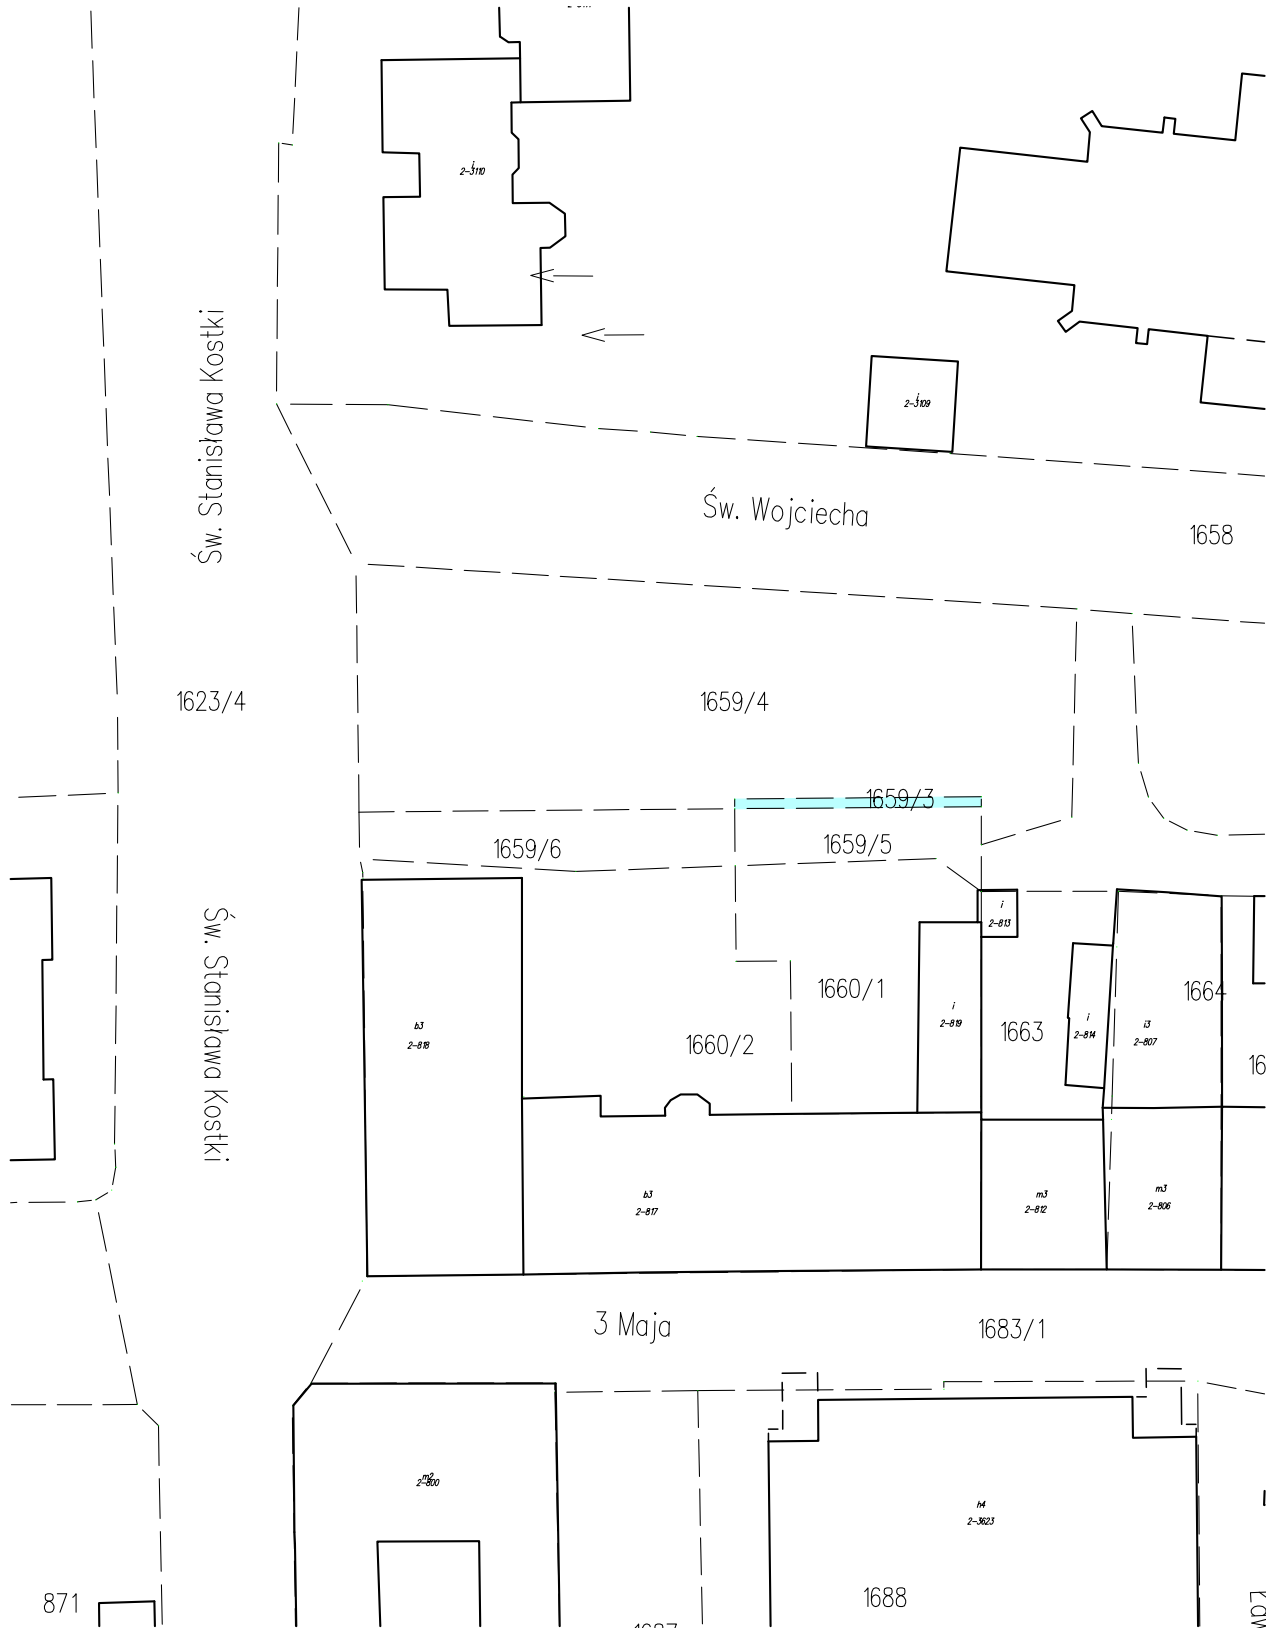 i
2-3110
i
2-3109
Św. Stanisława Kostki
Św. Wojciecha
1658
1623/4
1659/4
1659/3
1659/6
1659/5
i
2-813
1660/1
1664
i
2-819
1663
i
2-814
i3
2-807
b3
2-818
1660/2
16
Św. Stanisława Kostki
b3
2-817
m3
2-812
m3
2-806
3 Maja
1683/1
m2
2-800
h4
2-3623
871
1688